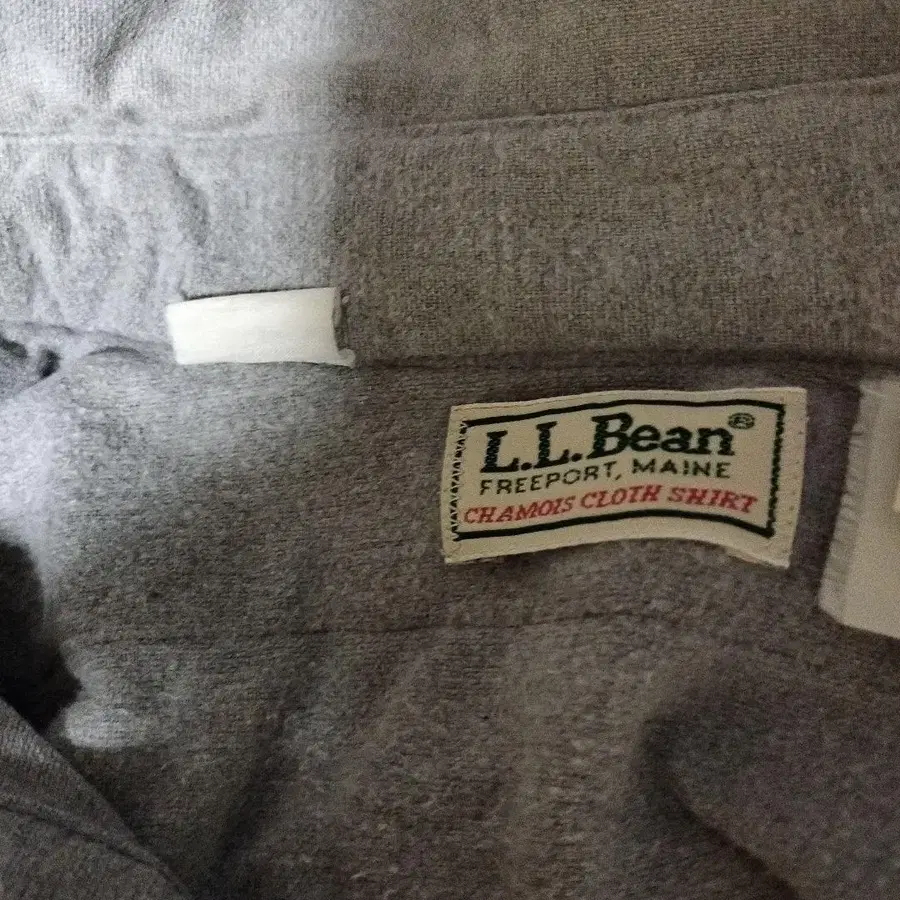 L.L.Bean®
FREEPORT, MAINE
CHAMOIS CLOTH SHIRT